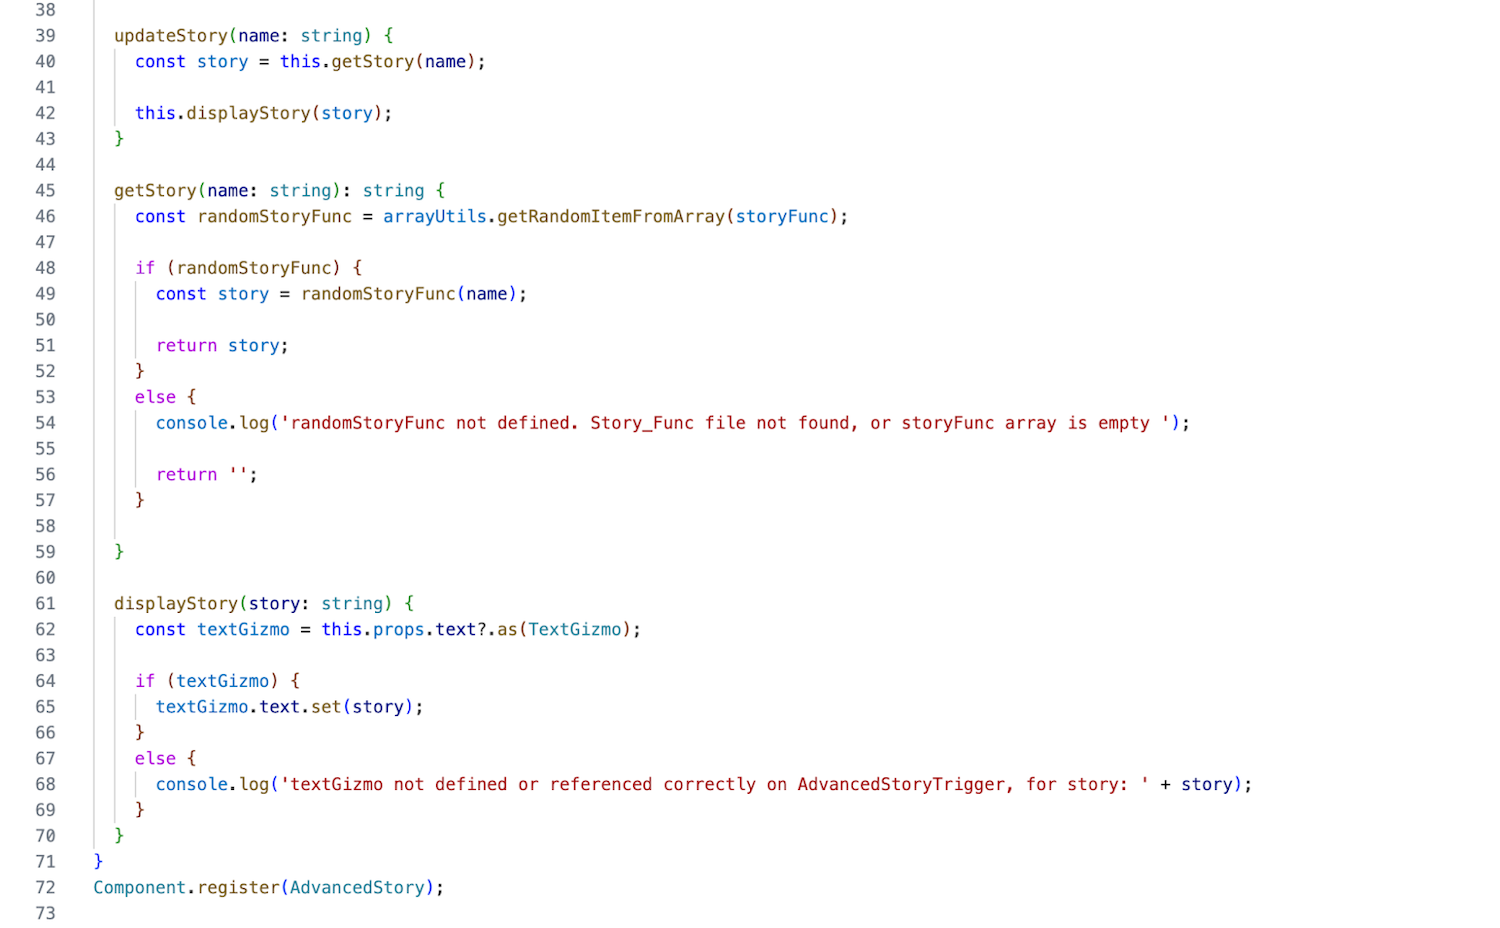 38
39 updateStory(name: string) {
40 const story = this.getStory(name);
41
42 this.displayStory(story);
43 }
44
45 getStory(name: string): string {
46 const randomStoryFunc = arrayUtils.getRandomItemFromArray(storyFunc);
47
48 if (randomStoryFunc) {
49 const story = randomStoryFunc(name);
50
51 return story;
52 }
53 else {
54 console.log('randomStoryFunc not defined. Story_Func file not found, or storyFunc array is empty ');
55
56 return '';
57 }
58
59 }
60
61 displayStory(story: string) {
62 const textGizmo = this.props.text?.as(TextGizmo);
63
64 if (textGizmo) {
65 textGizmo.text.set(story);
66 }
67 else {
68 console.log('textGizmo not defined or referenced correctly on AdvancedStoryTrigger, for story: ' + story);
69 }
70 }
71 }
72 Component.register(AdvancedStory);
73